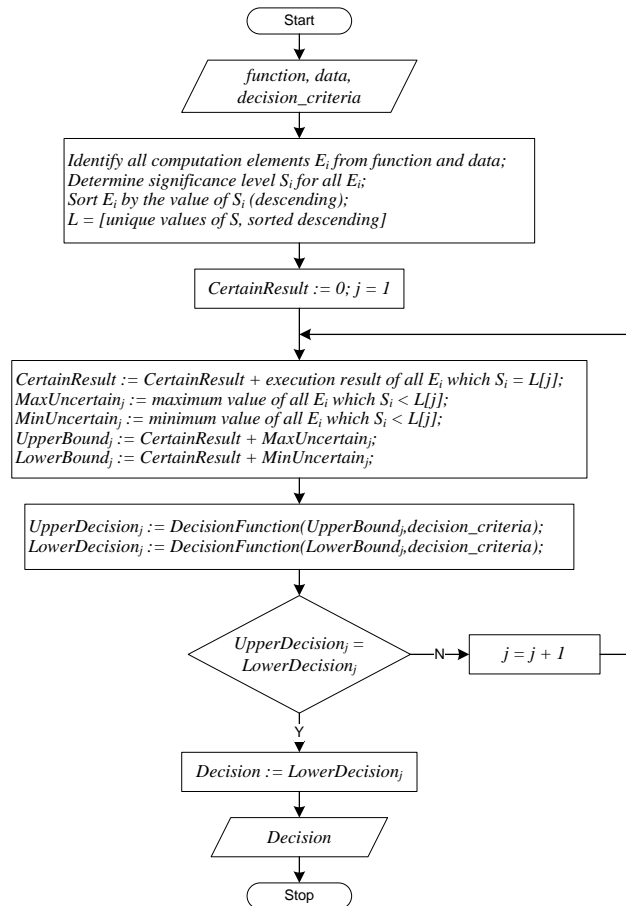 Start
function, data,
decision_criteria
Identify all computation elements Eᵢ from function and data;
Determine significance level Sᵢ for all Eᵢ;
Sort Eᵢ by the value of Sᵢ (descending);
L = [unique values of S, sorted descending]
CertainResult := 0; j = 1
CertainResult := CertainResult + execution result of all Eᵢ which Sᵢ = L[j];
MaxUncertainⱼ := maximum value of all Eᵢ which Sᵢ < L[j];
MinUncertainⱼ := minimum value of all Eᵢ which Sᵢ < L[j];
UpperBoundⱼ := CertainResult + MaxUncertainⱼ;
LowerBoundⱼ := CertainResult + MinUncertainⱼ;
UpperDecisionⱼ := DecisionFunction(UpperBoundⱼ,decision_criteria);
LowerDecisionⱼ := DecisionFunction(LowerBoundⱼ,decision_criteria);
UpperDecisionⱼ =
LowerDecisionⱼ
N
j = j + 1
Y
Decision := LowerDecisionⱼ
Decision
Stop